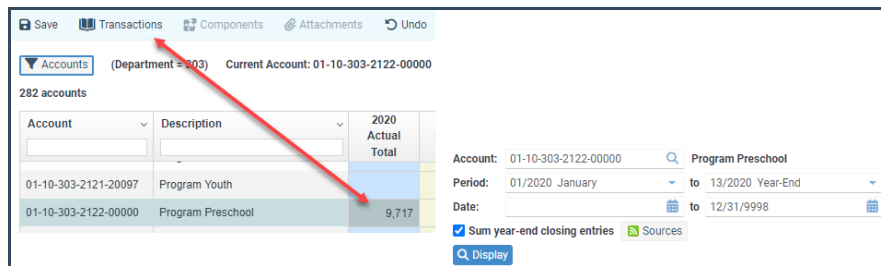 Save Transactions Components Attachments Undo
Accounts (Department = 303) Current Account: 01-10-303-2122-00000
282 accounts
Account Description 2020 Actual Total
01-10-303-2121-20097 Program Youth
01-10-303-2122-00000 Program Preschool 9,717
Account: 01-10-303-2122-00000 Program Preschool
Period: 01/2020 January to 13/2020 Year-End
Date: to 12/31/9998
Sum year-end closing entries Sources
Display